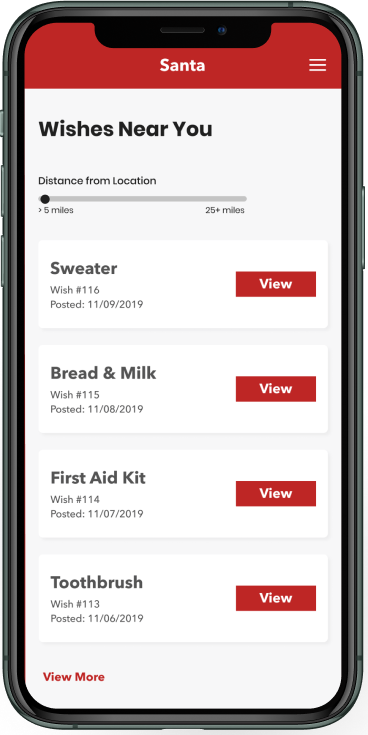 Santa
Wishes Near You
Distance from Location
> 5 miles 25+ miles
Sweater
Wish #116
Posted: 11/09/2019
View
Bread & Milk
Wish #115
Posted: 11/08/2019
View
First Aid Kit
Wish #114
Posted: 11/07/2019
View
Toothbrush
Wish #113
Posted: 11/06/2019
View
View More